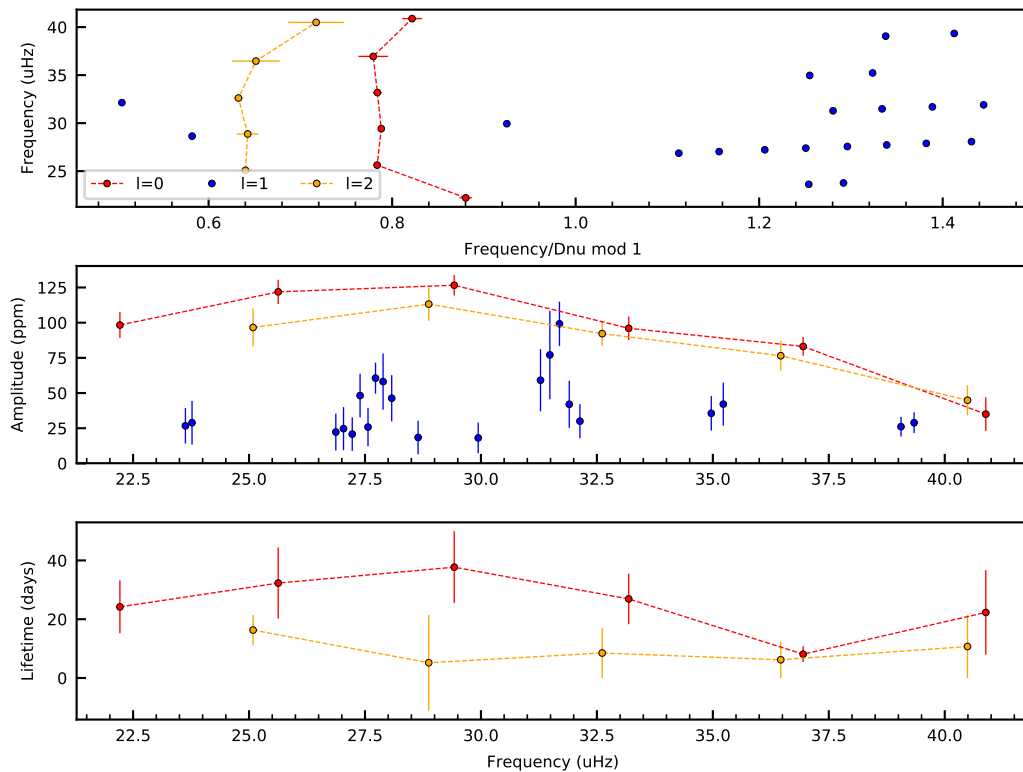 40
35
30
25
Frequency (uHz)
l=0 l=1 l=2
0.6 0.8 1.0 1.2 1.4
Frequency/Dnu mod 1
125
100
75
50
25
0
Amplitude (ppm)
22.5 25.0 27.5 30.0 32.5 35.0 37.5 40.0
40
20
0
Lifetime (days)
22.5 25.0 27.5 30.0 32.5 35.0 37.5 40.0
Frequency (uHz)